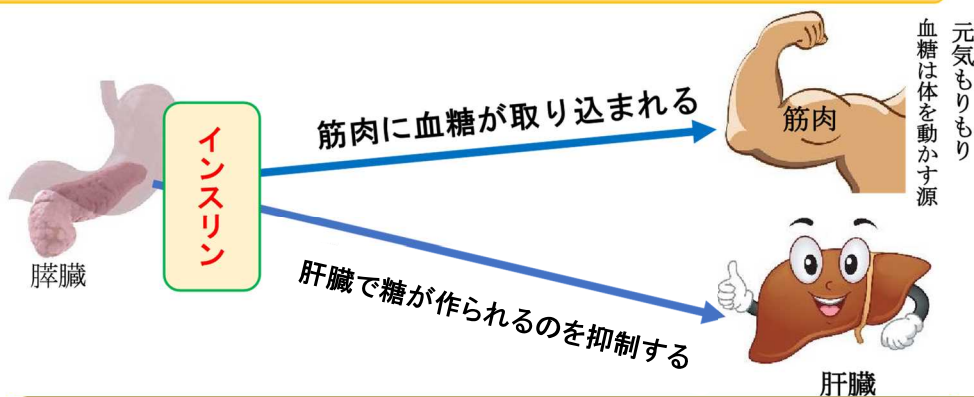 元気もりもり
血糖は体を動かす源
筋肉に血糖が取り込まれる
筋肉
インスリン
膵臓
肝臓で糖が作られるのを抑制する
肝臓